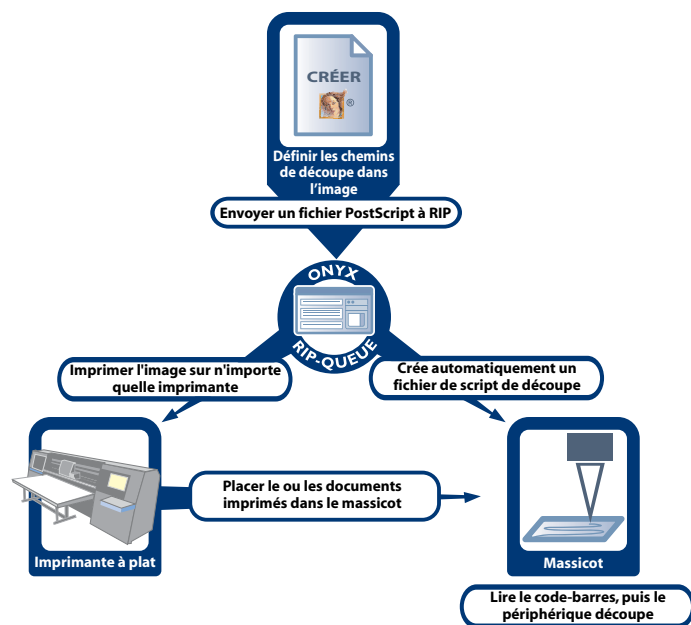 CRÉER
®
Définir les chemins
de découpe dans
l'image
Envoyer un fichier PostScript à RIP
ONYX
RIP-QUEUE
Imprimer l'image sur n'importe
quelle imprimante
Crée automatiquement un
fichier de script de découpe
Placer le ou les documents
imprimés dans le massicot
Imprimante à plat
Massicot
Lire le code-barres, puis le
périphérique découpe